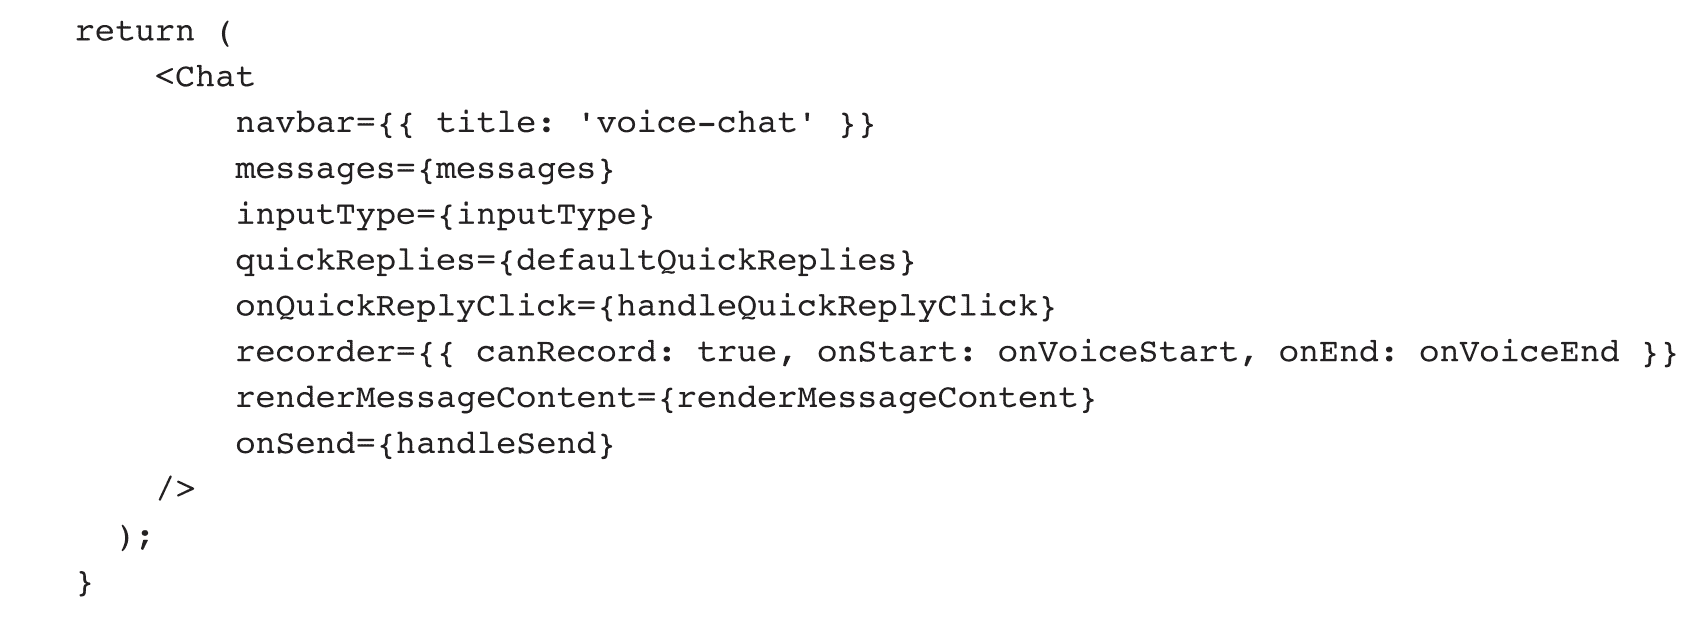 return (
<Chat
navbar={{ title: 'voice-chat' }}
messages={messages}
inputType={inputType}
quickReplies={defaultQuickReplies}
onQuickReplyClick={handleQuickReplyClick}
recorder={{ canRecord: true, onStart: onVoiceStart, onEnd: onVoiceEnd }}
renderMessageContent={renderMessageContent}
onSend={handleSend}
/>
);
}